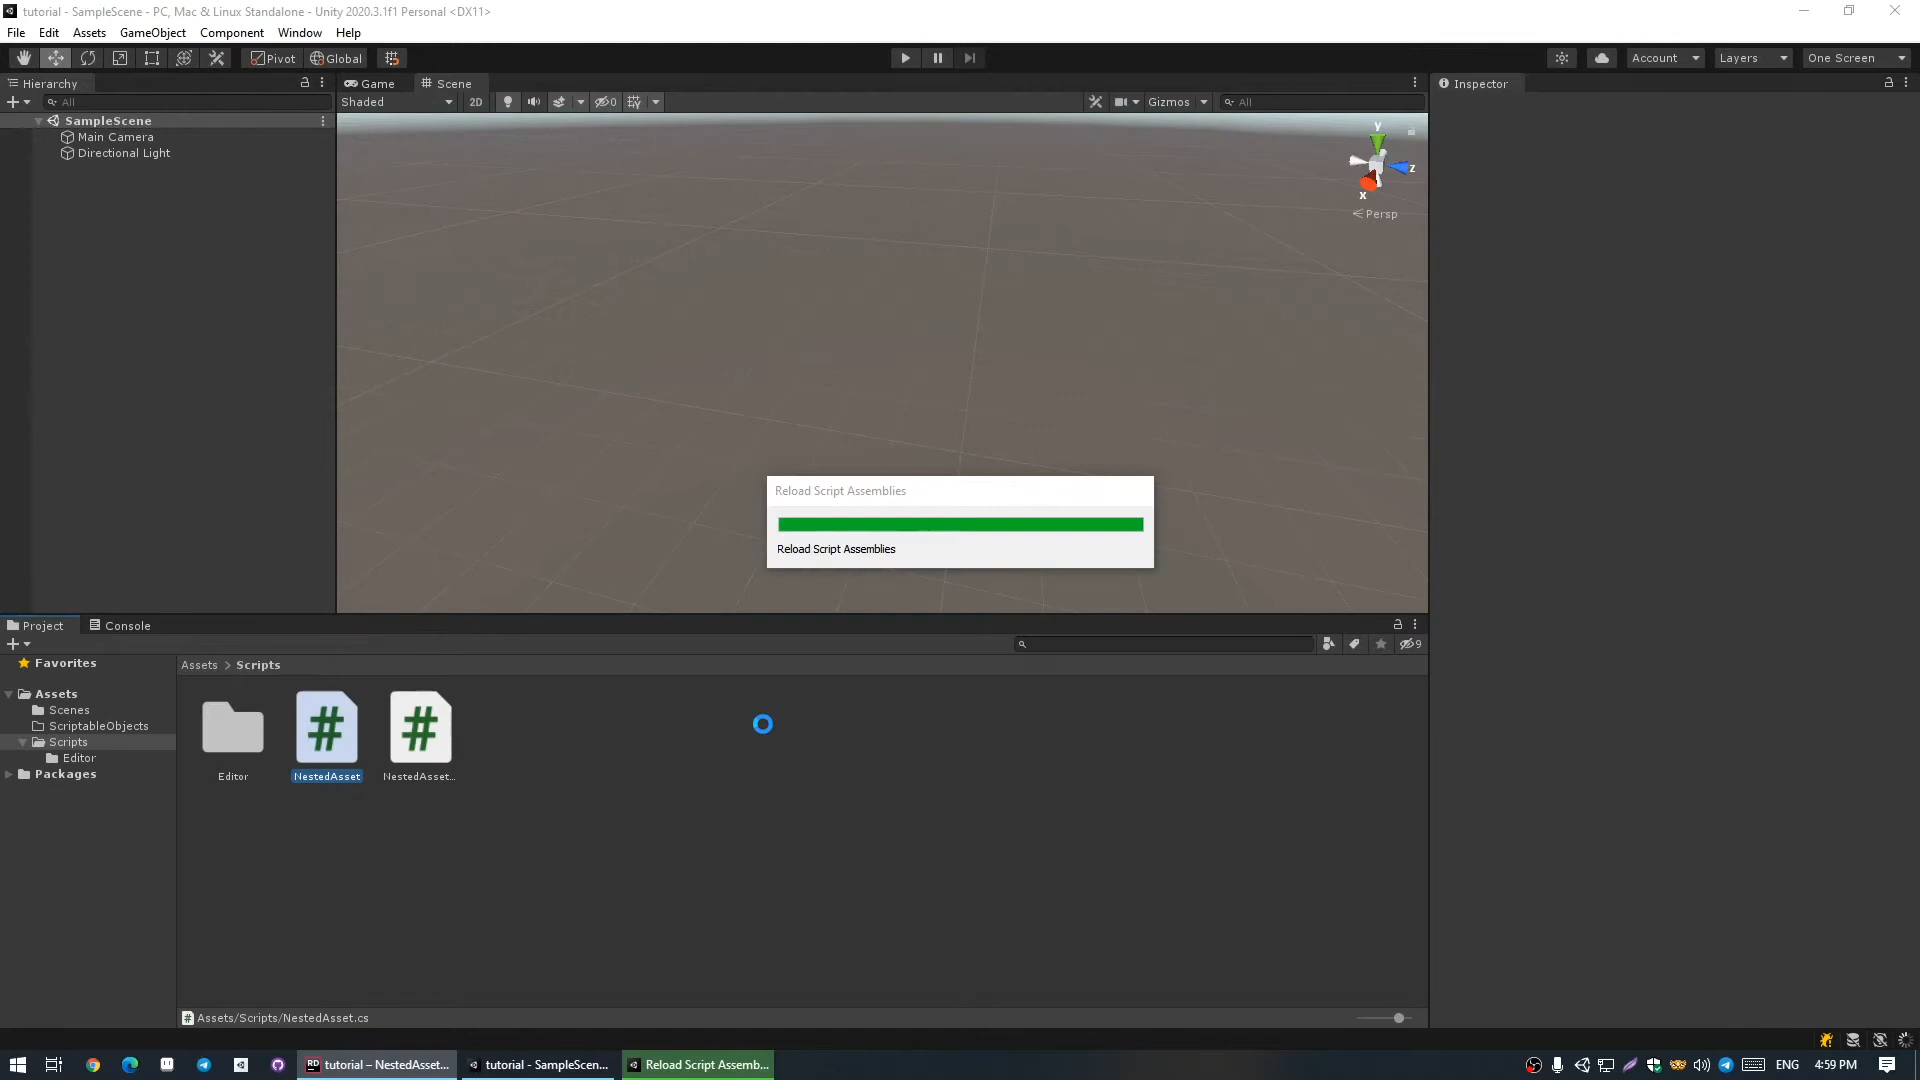 tutorial - SampleScene - PC, Mac & Linux Standalone - Unity 2020.3.1f1 Personal <DX11>
File Edit Assets GameObject Component Window Help
Pivot Global Account Layers One Screen
Hierarchy Game Scene Inspector
All Shaded 2D 0 Gizmos All
SampleScene
Main Camera
Directional Light
y
z
x
Persp
Reload Script Assemblies
Reload Script Assemblies
Project Console
9
Favorites
Assets > Scripts
Assets
Scenes
ScriptableObjects
Scripts
Editor
Packages
Editor NestedAsset NestedAsset...
Assets/Scripts/NestedAsset.cs
tutorial – NestedAsset... tutorial - SampleScen... Reload Script Assemb... ENG 4:59 PM